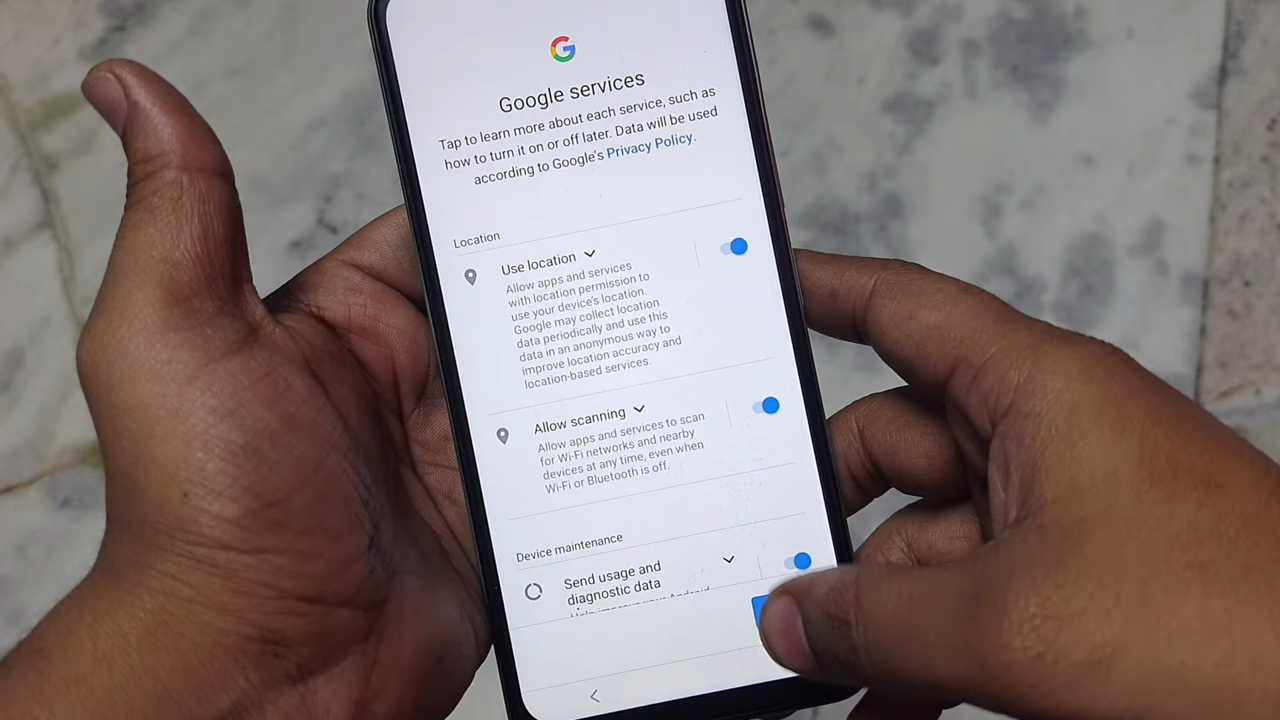 Google services
Tap to learn more about each service, such as
how to turn it on or off later. Data will be used
according to Google's Privacy Policy.
Location
Use location
Allow apps and services
with location permission to
use your device's location.
Google may collect location
data periodically and use this
data in an anonymous way to
improve location accuracy and
location-based services.
Allow scanning
Allow apps and services to scan
for Wi-Fi networks and nearby
devices at any time, even when
Wi-Fi or Bluetooth is off.
Device maintenance
Send usage and
diagnostic data